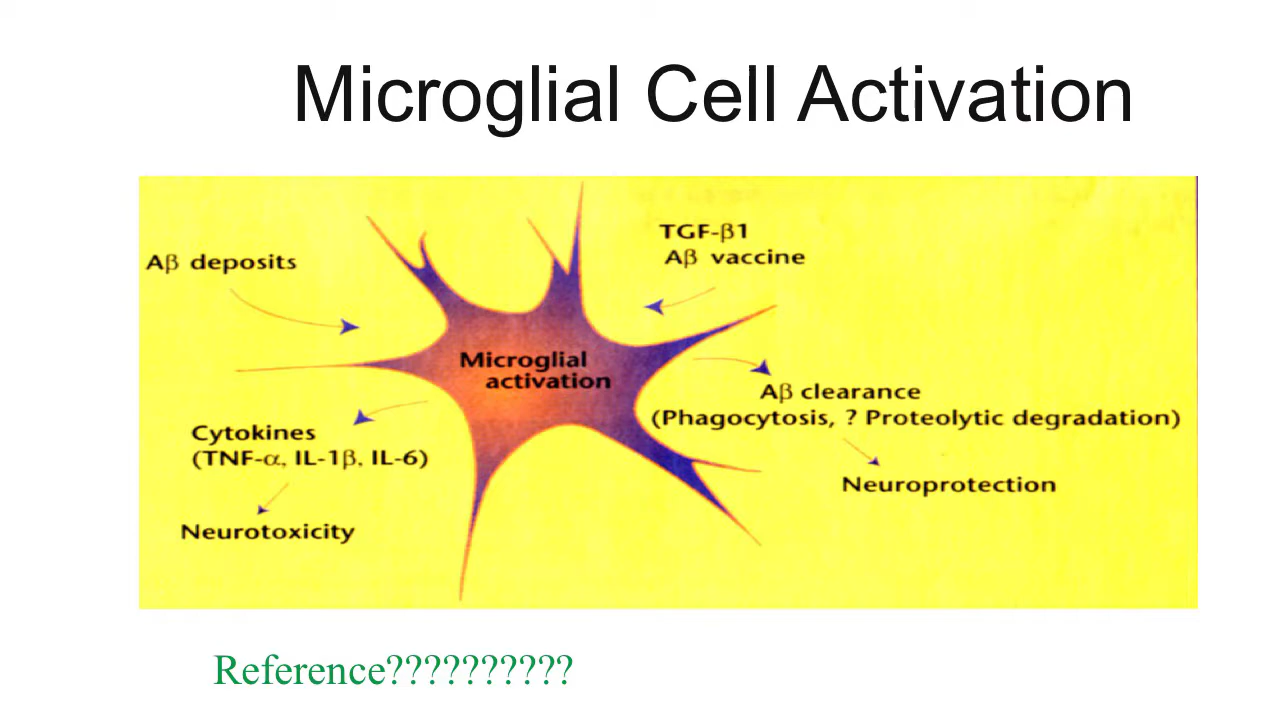 Microglial Cell Activation
Aβ deposits
TGF-β1
Aβ vaccine
Microglial
activation
Aβ clearance
(Phagocytosis, ? Proteolytic degradation)
Neuroprotection
Cytokines
(TNF-α, IL-1β, IL-6)
Neurotoxicity
Reference??????????